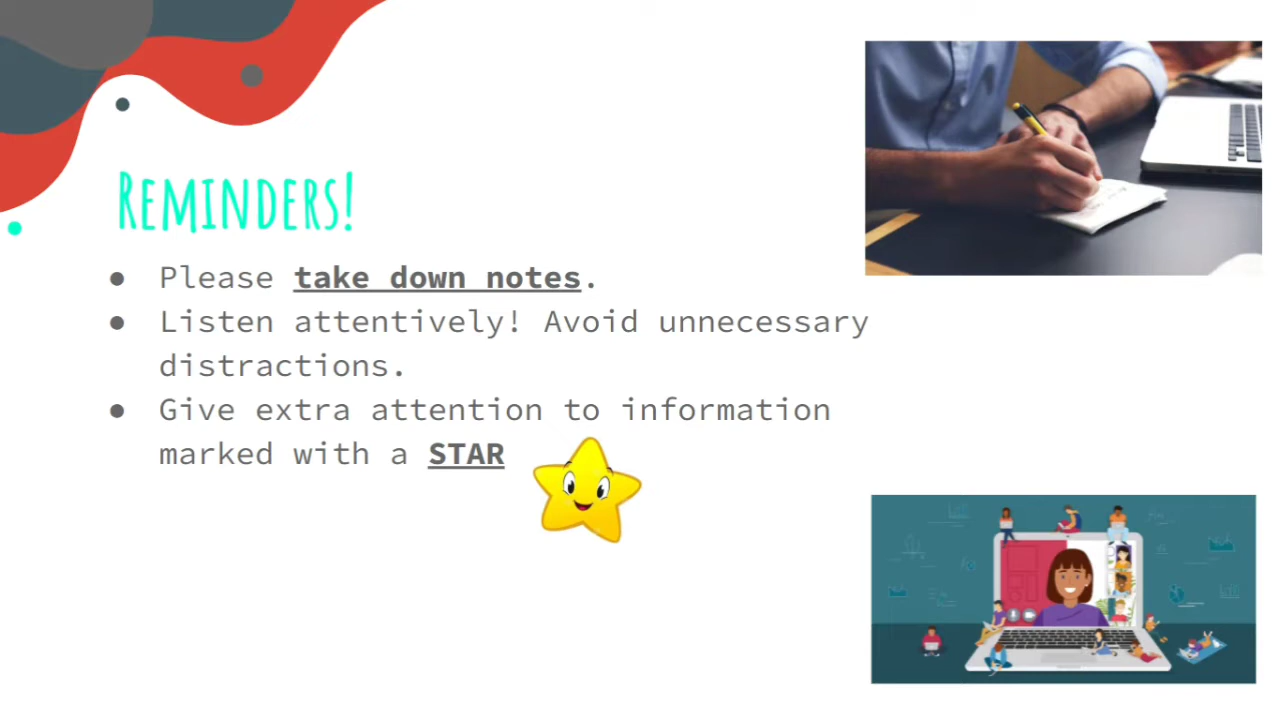 Reminders!
● Please take down notes.
● Listen attentively! Avoid unnecessary
distractions.
● Give extra attention to information
marked with a STAR